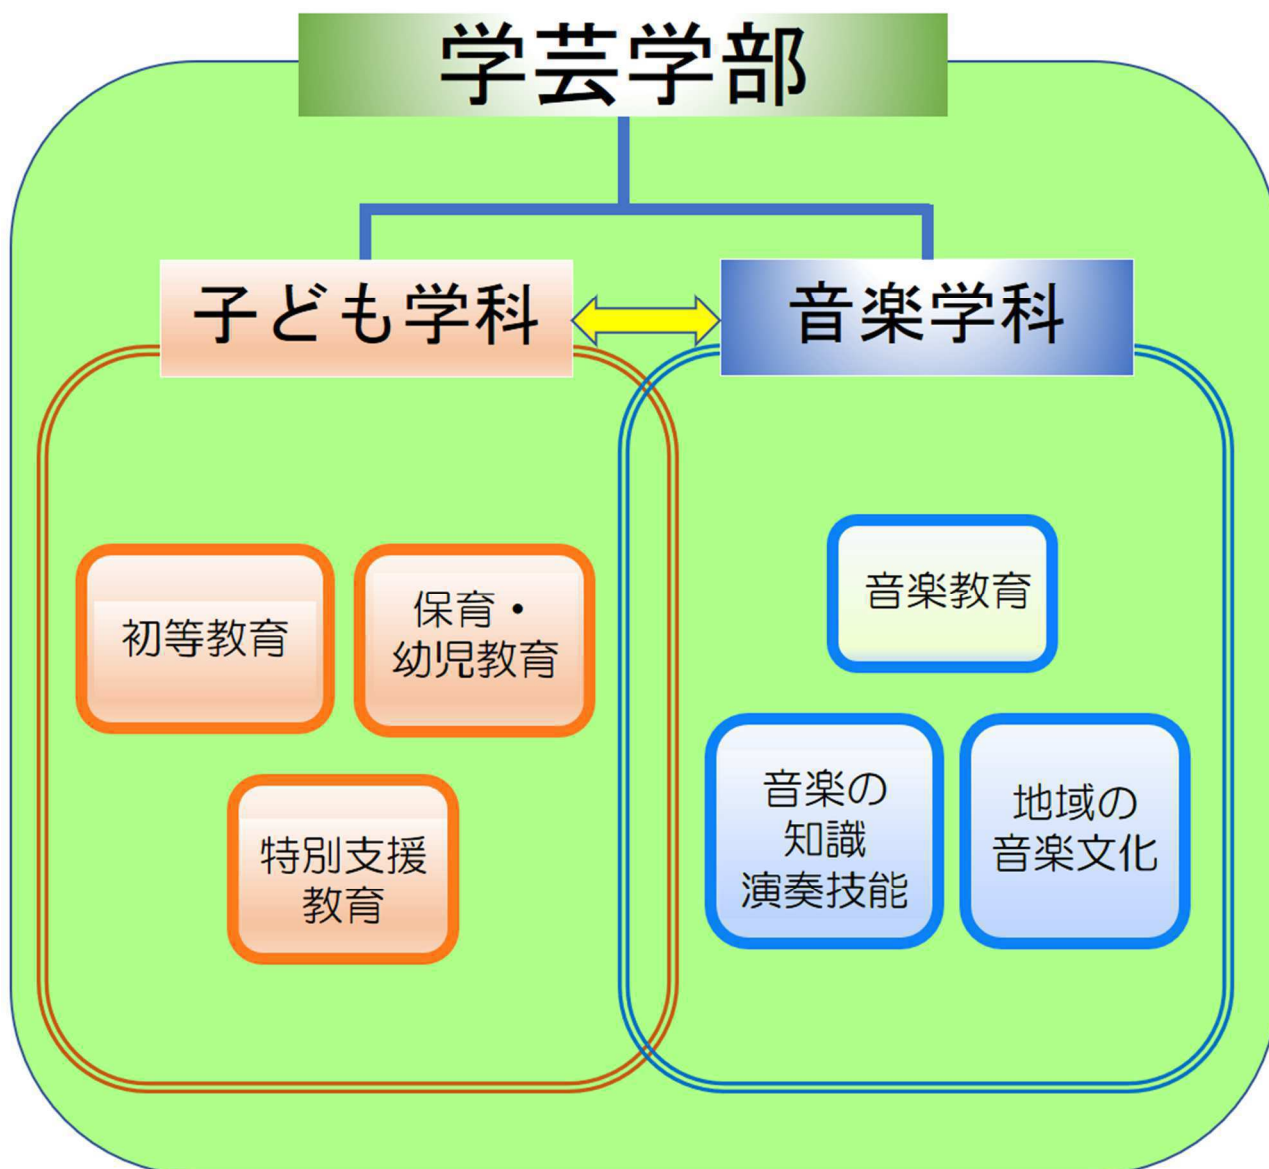 学芸学部
子ども学科
音楽学科
初等教育
保育・
幼児教育
特別支援
教育
音楽教育
音楽の
知識
演奏技能
地域の
音楽文化